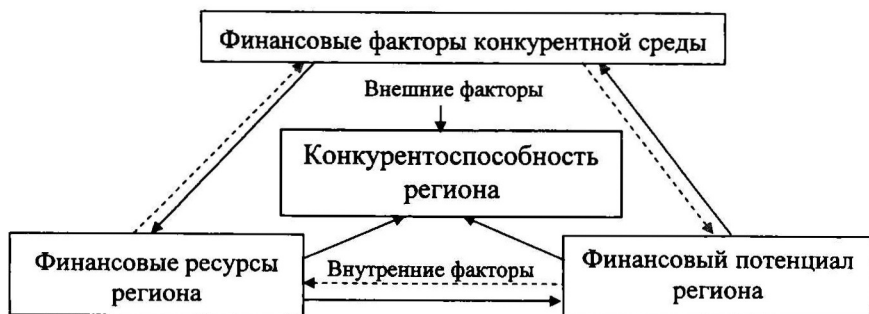 Финансовые факторы конкурентной среды
Внешние факторы
Конкурентоспособность
региона
Финансовые ресурсы
региона
Внутренние факторы
Финансовый потенциал
региона